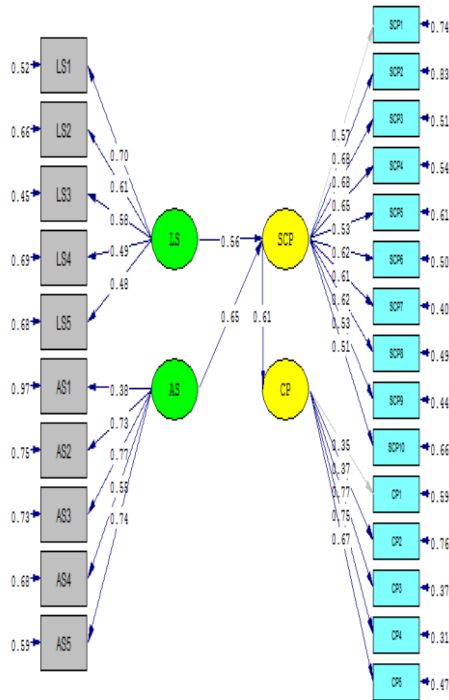 SCP1
0.74
0.52
LS1
SCP2
0.83
SCP3
0.51
0.66
LS2
0.57
0.70
0.68
SCP4
0.54
0.61
0.68
0.45
LS3
0.58
0.65
SCP5
0.61
0.49
0.53
0.69
LS4
0.48
LS
0.56
SCP
0.62
SCP6
0.50
0.61
SCP7
0.40
0.62
0.68
LS5
0.65
0.61
0.53
0.51
SCP8
0.49
0.97
AS1
0.38
AS
CP
SCP9
0.44
0.73
0.75
AS2
0.77
0.35
SCP10
0.66
0.37
0.74
0.77
CP1
0.59
0.73
AS3
0.75
0.67
CP2
0.76
0.68
AS4
CP3
0.37
0.59
AS5
CP4
0.31
CP5
0.47